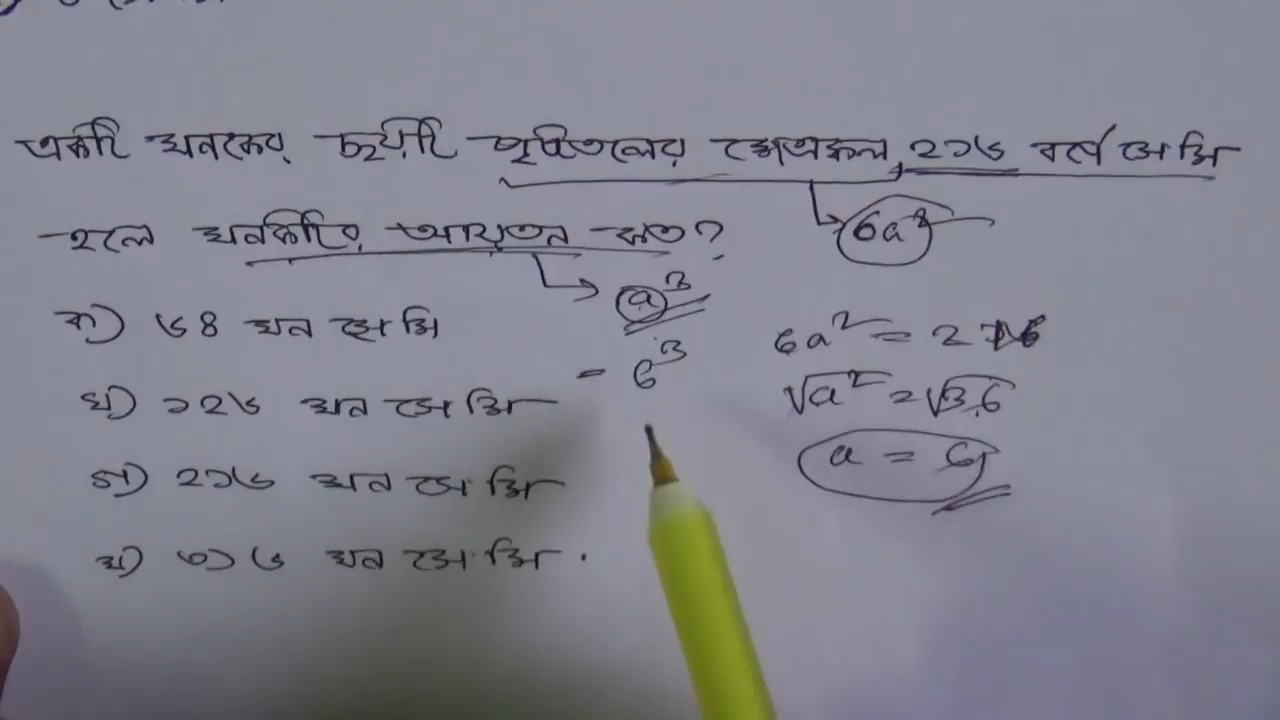 একটি ঘনকের ছয়টি পৃষ্ঠতলের ক্ষেত্রফল ২১৬ বর্গ সে মি
6a²
হলে ঘনকটির আয়তন কত?
a³
ক) ৬৪ ঘন সে মি
6a² = 216
= 6³
খ) ১২৬ ঘন সে মি
√a² = √36
a = 6
গ) ২১৬ ঘন সে মি
ঘ) ৩১৬ ঘন সে মি.